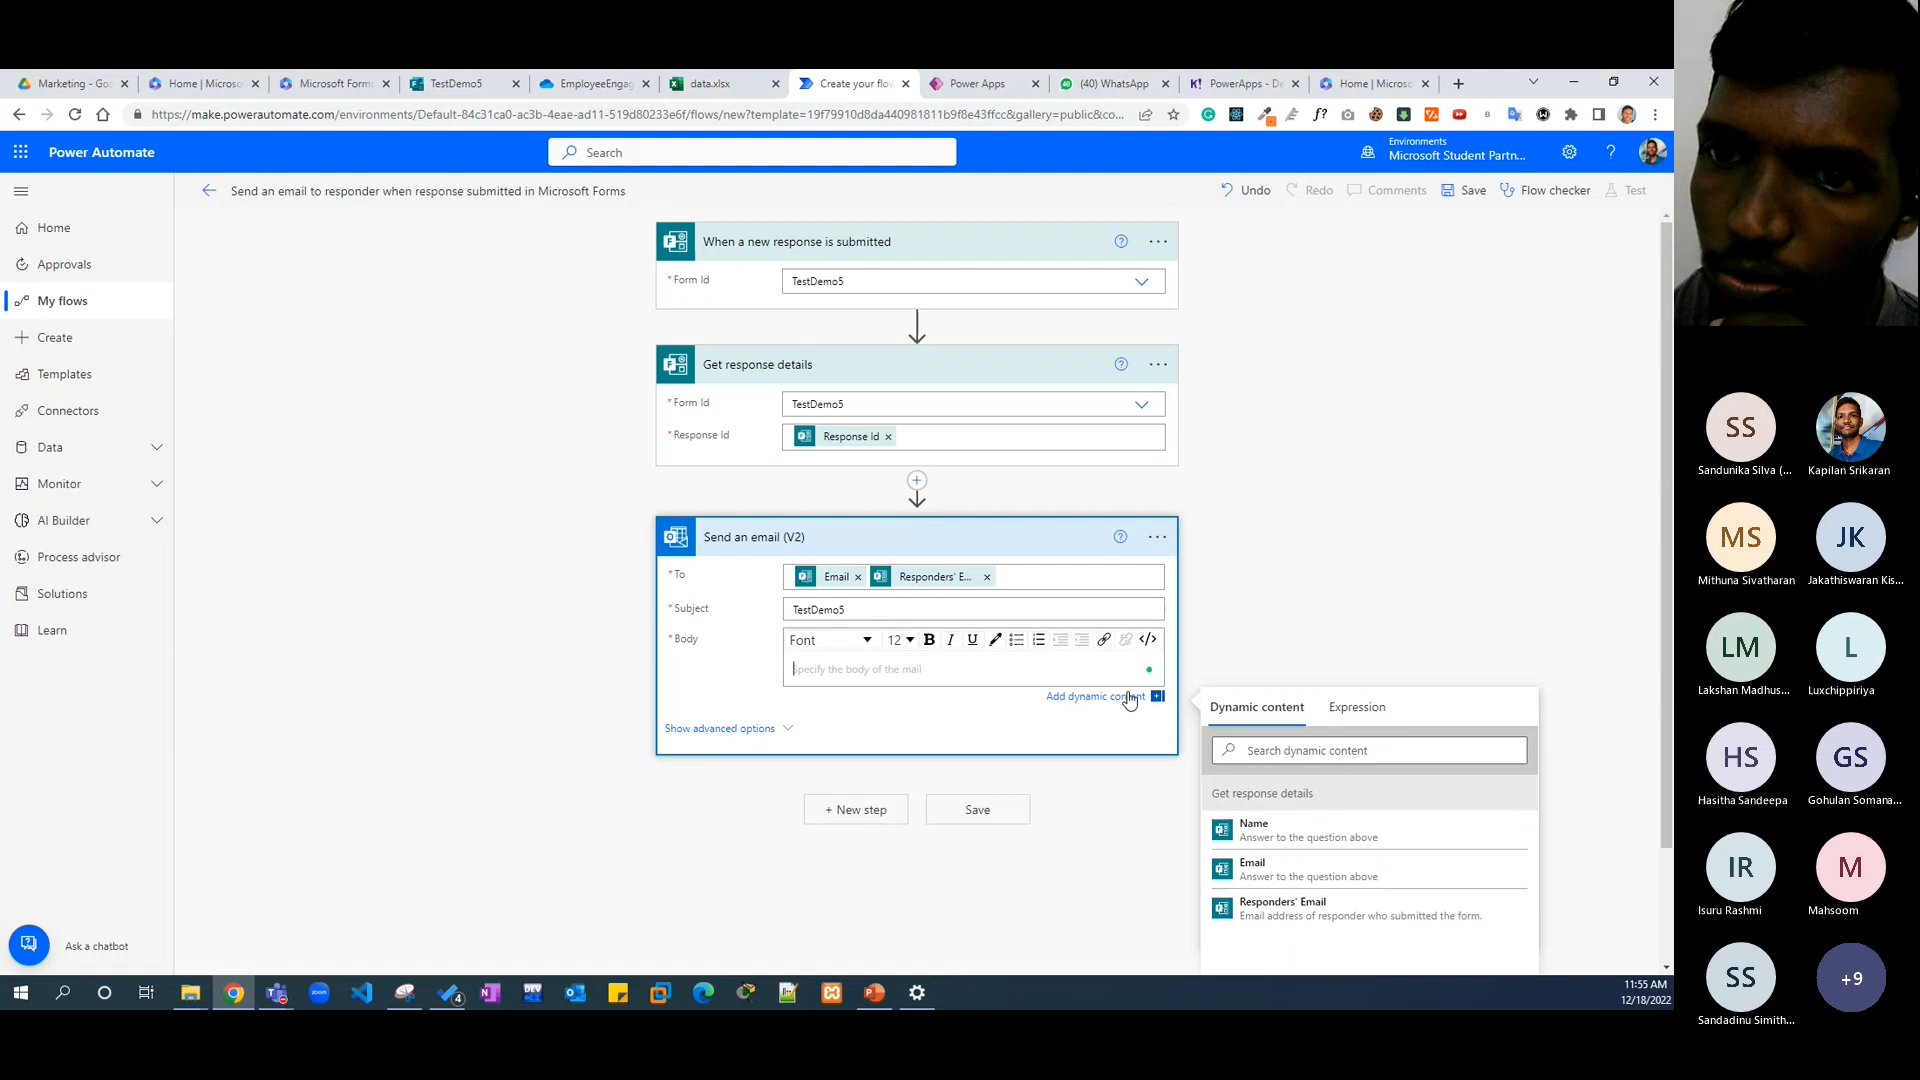 Marketing - Goo
Home | Microso
Microsoft Forms
TestDemo5
EmployeeEngag
data.xlsx
Create your flow
Power Apps
(40) WhatsApp
PowerApps - De
Home | Microso
https://make.powerautomate.com/environments/Default-84c31ca0-ac3b-4eae-ad11-519d80233e6f/flows/new?template=19f79910d8da440981811b9f8e43ffcc&gallery=public&co...
Power Automate
Search
Environments
Microsoft Student Partn...
Send an email to responder when response submitted in Microsoft Forms
Undo
Redo
Comments
Save
Flow checker
Test
Home
Approvals
My flows
Create
Templates
Connectors
Data
Monitor
AI Builder
Process advisor
Solutions
Learn
Ask a chatbot
When a new response is submitted
* Form Id
TestDemo5
Get response details
* Form Id
TestDemo5
* Response Id
Response Id ×
Send an email (V2)
* To
Email × Responders' E... ×
* Subject
TestDemo5
* Body
Font 12 B I U </>
Specify the body of the mail
Add dynamic content
Show advanced options
+ New step
Save
Dynamic content
Expression
Search dynamic content
Get response details
Name
Answer to the question above
Email
Answer to the question above
Responders' Email
Email address of responder who submitted the form.
SS
Sandunika Silva (...
Kapilan Srikaran
MS
Mithuna Sivatharan
JK
Jakathiswaran Kis...
LM
Lakshan Madhus...
L
Luxchippiriya
HS
Hasitha Sandeepa
GS
Gohulan Somana...
IR
Isuru Rashmi
M
Mahsoom
SS
Sandadinu Simith...
+9
11:55 AM
12/18/2022